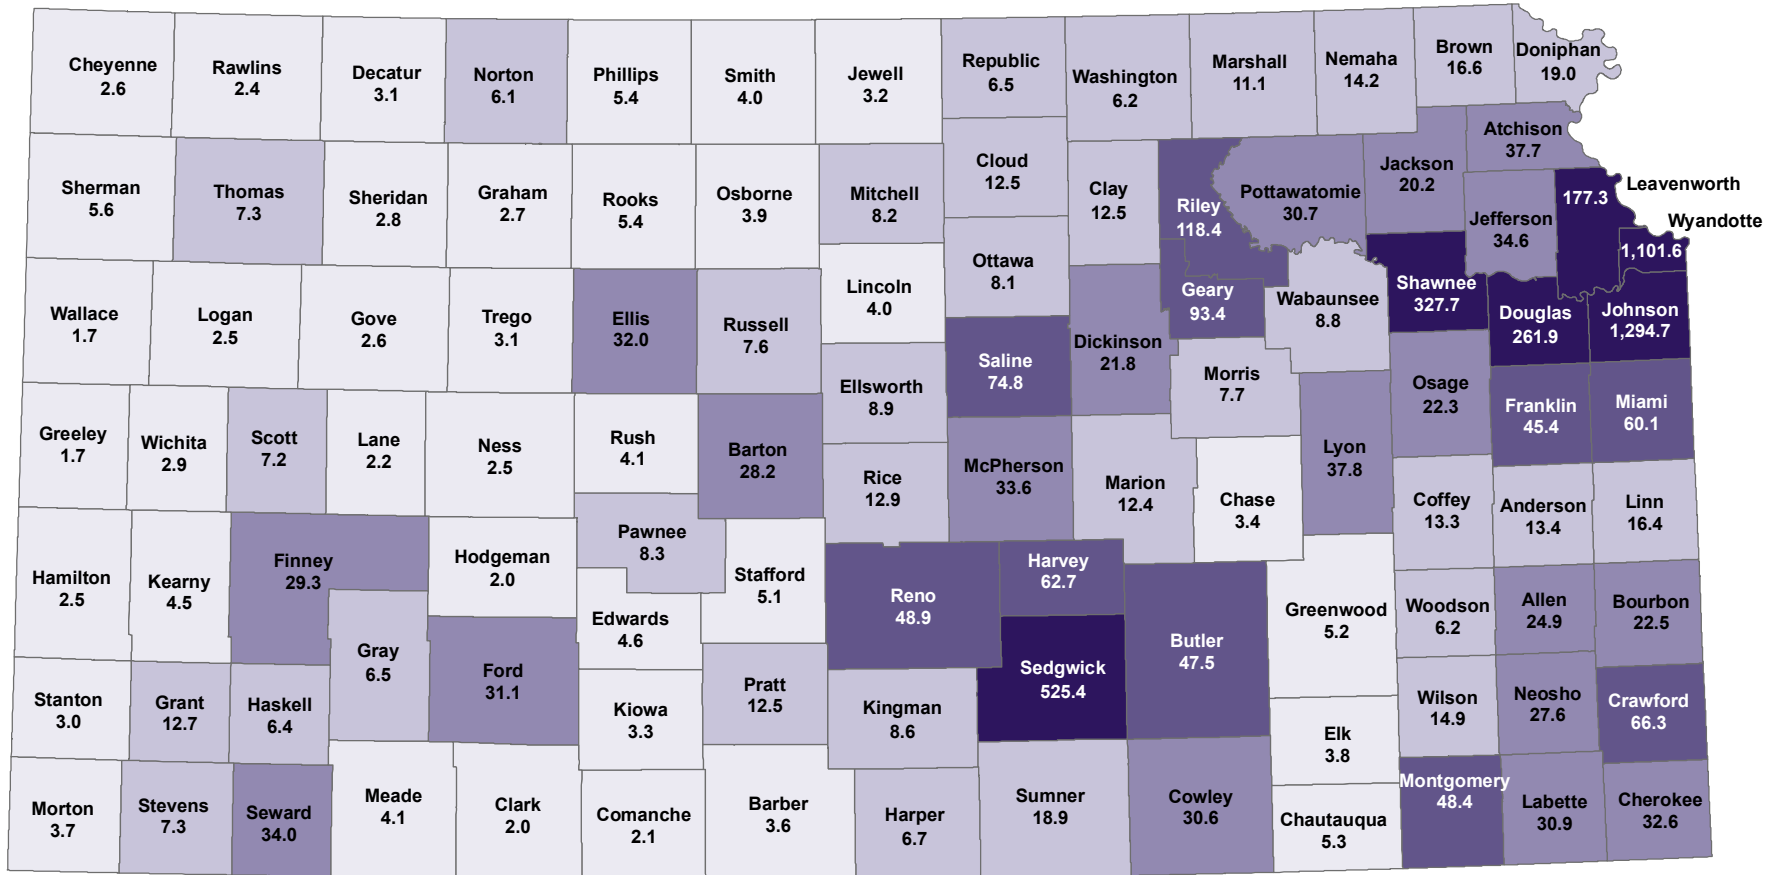 Cheyenne
2.6
Rawlins
2.4
Decatur
3.1
Norton
6.1
Phillips
5.4
Smith
4.0
Jewell
3.2
Republic
6.5
Washington
6.2
Marshall
11.1
Nemaha
14.2
Brown
16.6
Doniphan
19.0
Sherman
5.6
Thomas
7.3
Sheridan
2.8
Graham
2.7
Rooks
5.4
Osborne
3.9
Mitchell
8.2
Cloud
12.5
Clay
12.5
Riley
118.4
Pottawatomie
30.7
Jackson
20.2
Atchison
37.7
Jefferson
34.6
177.3
Leavenworth
Wyandotte
1,101.6
Wallace
1.7
Logan
2.5
Gove
2.6
Trego
3.1
Ellis
32.0
Russell
7.6
Lincoln
4.0
Ottawa
8.1
Saline
74.8
Dickinson
21.8
Geary
93.4
Wabaunsee
8.8
Shawnee
327.7
Douglas
261.9
Johnson
1,294.7
Greeley
1.7
Wichita
2.9
Scott
7.2
Lane
2.2
Ness
2.5
Rush
4.1
Barton
28.2
Ellsworth
8.9
Rice
12.9
McPherson
33.6
Marion
12.4
Morris
7.7
Chase
3.4
Lyon
37.8
Osage
22.3
Franklin
45.4
Miami
60.1
Coffey
13.3
Anderson
13.4
Linn
16.4
Hamilton
2.5
Kearny
4.5
Finney
29.3
Hodgeman
2.0
Pawnee
8.3
Stafford
5.1
Edwards
4.6
Gray
6.5
Ford
31.1
Reno
48.9
Harvey
62.7
Sedgwick
525.4
Butler
47.5
Greenwood
5.2
Woodson
6.2
Allen
24.9
Bourbon
22.5
Stanton
3.0
Grant
12.7
Haskell
6.4
Kiowa
3.3
Pratt
12.5
Kingman
8.6
Elk
3.8
Wilson
14.9
Neosho
27.6
Crawford
66.3
Morton
3.7
Stevens
7.3
Seward
34.0
Meade
4.1
Clark
2.0
Comanche
2.1
Barber
3.6
Harper
6.7
Sumner
18.9
Cowley
30.6
Chautauqua
5.3
Montgomery
48.4
Labette
30.9
Cherokee
32.6